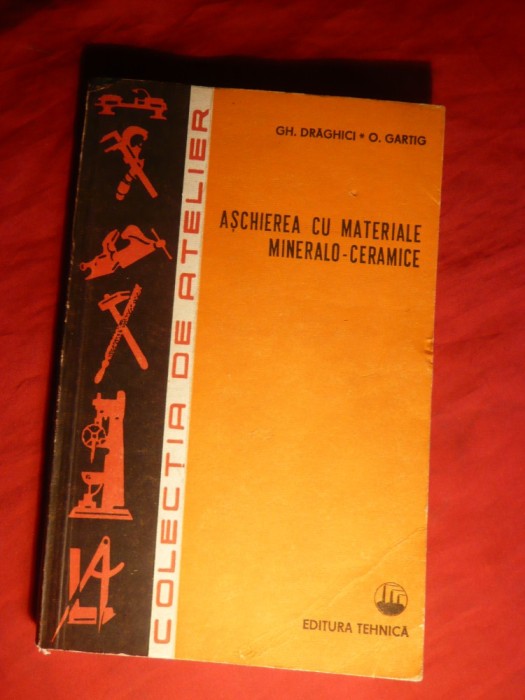 GH. DRĂGHICI • O. GARTIG
AȘCHIEREA CU MATERIALE
MINERALO-CERAMICE
COLECȚIA DE ATELIER
EDITURA TEHNICĂ